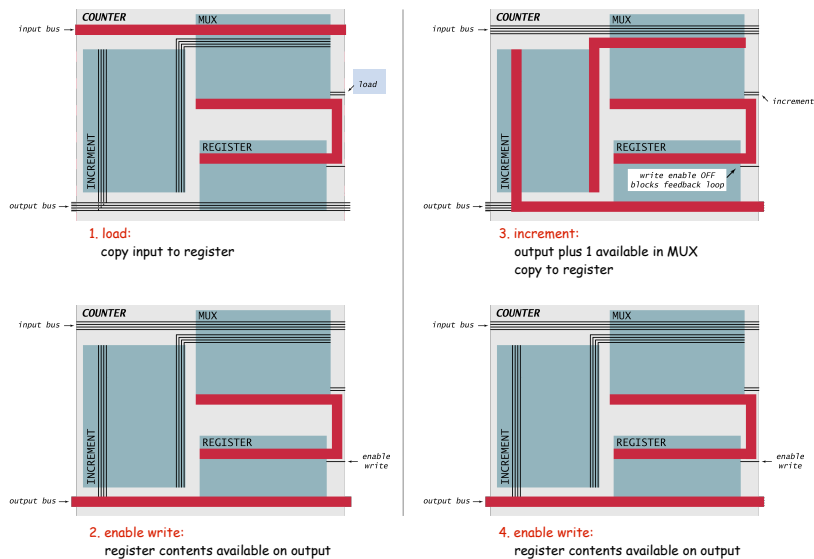 COUNTER
MUX
input bus
load
INCREMENT
REGISTER
output bus
1. load:
copy input to register
COUNTER
MUX
input bus
enable
write
INCREMENT
REGISTER
output bus
2. enable write:
register contents available on output
COUNTER
MUX
input bus
increment
INCREMENT
REGISTER
write enable OFF
blocks feedback loop
output bus
3. increment:
output plus 1 available in MUX
copy to register
COUNTER
MUX
input bus
enable
write
INCREMENT
REGISTER
output bus
4. enable write:
register contents available on output